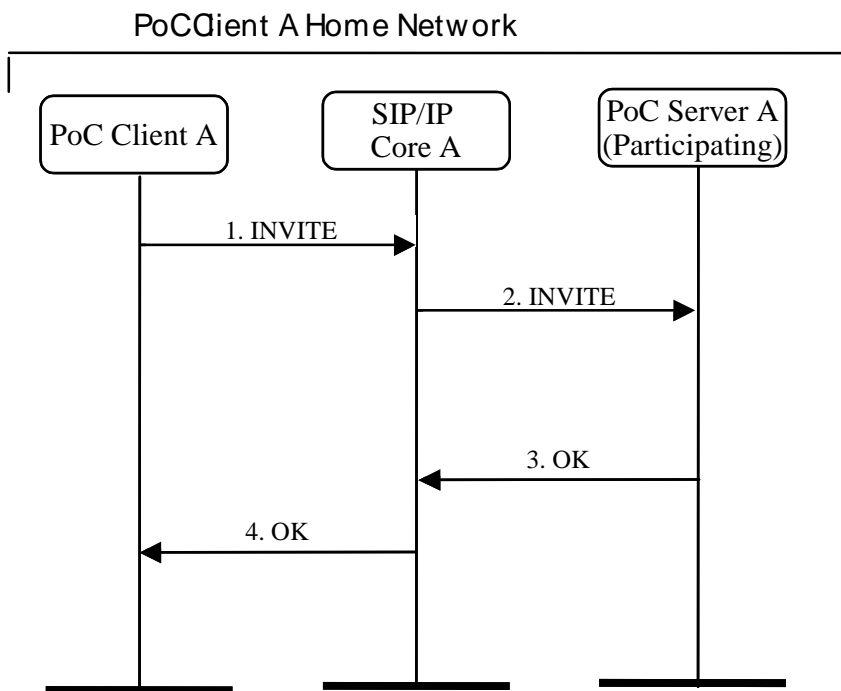 PoCClient A Home Network
PoC Client A
SIP/IP
Core A
PoC Server A
(Participating)
1. INVITE
2. INVITE
3. OK
4. OK